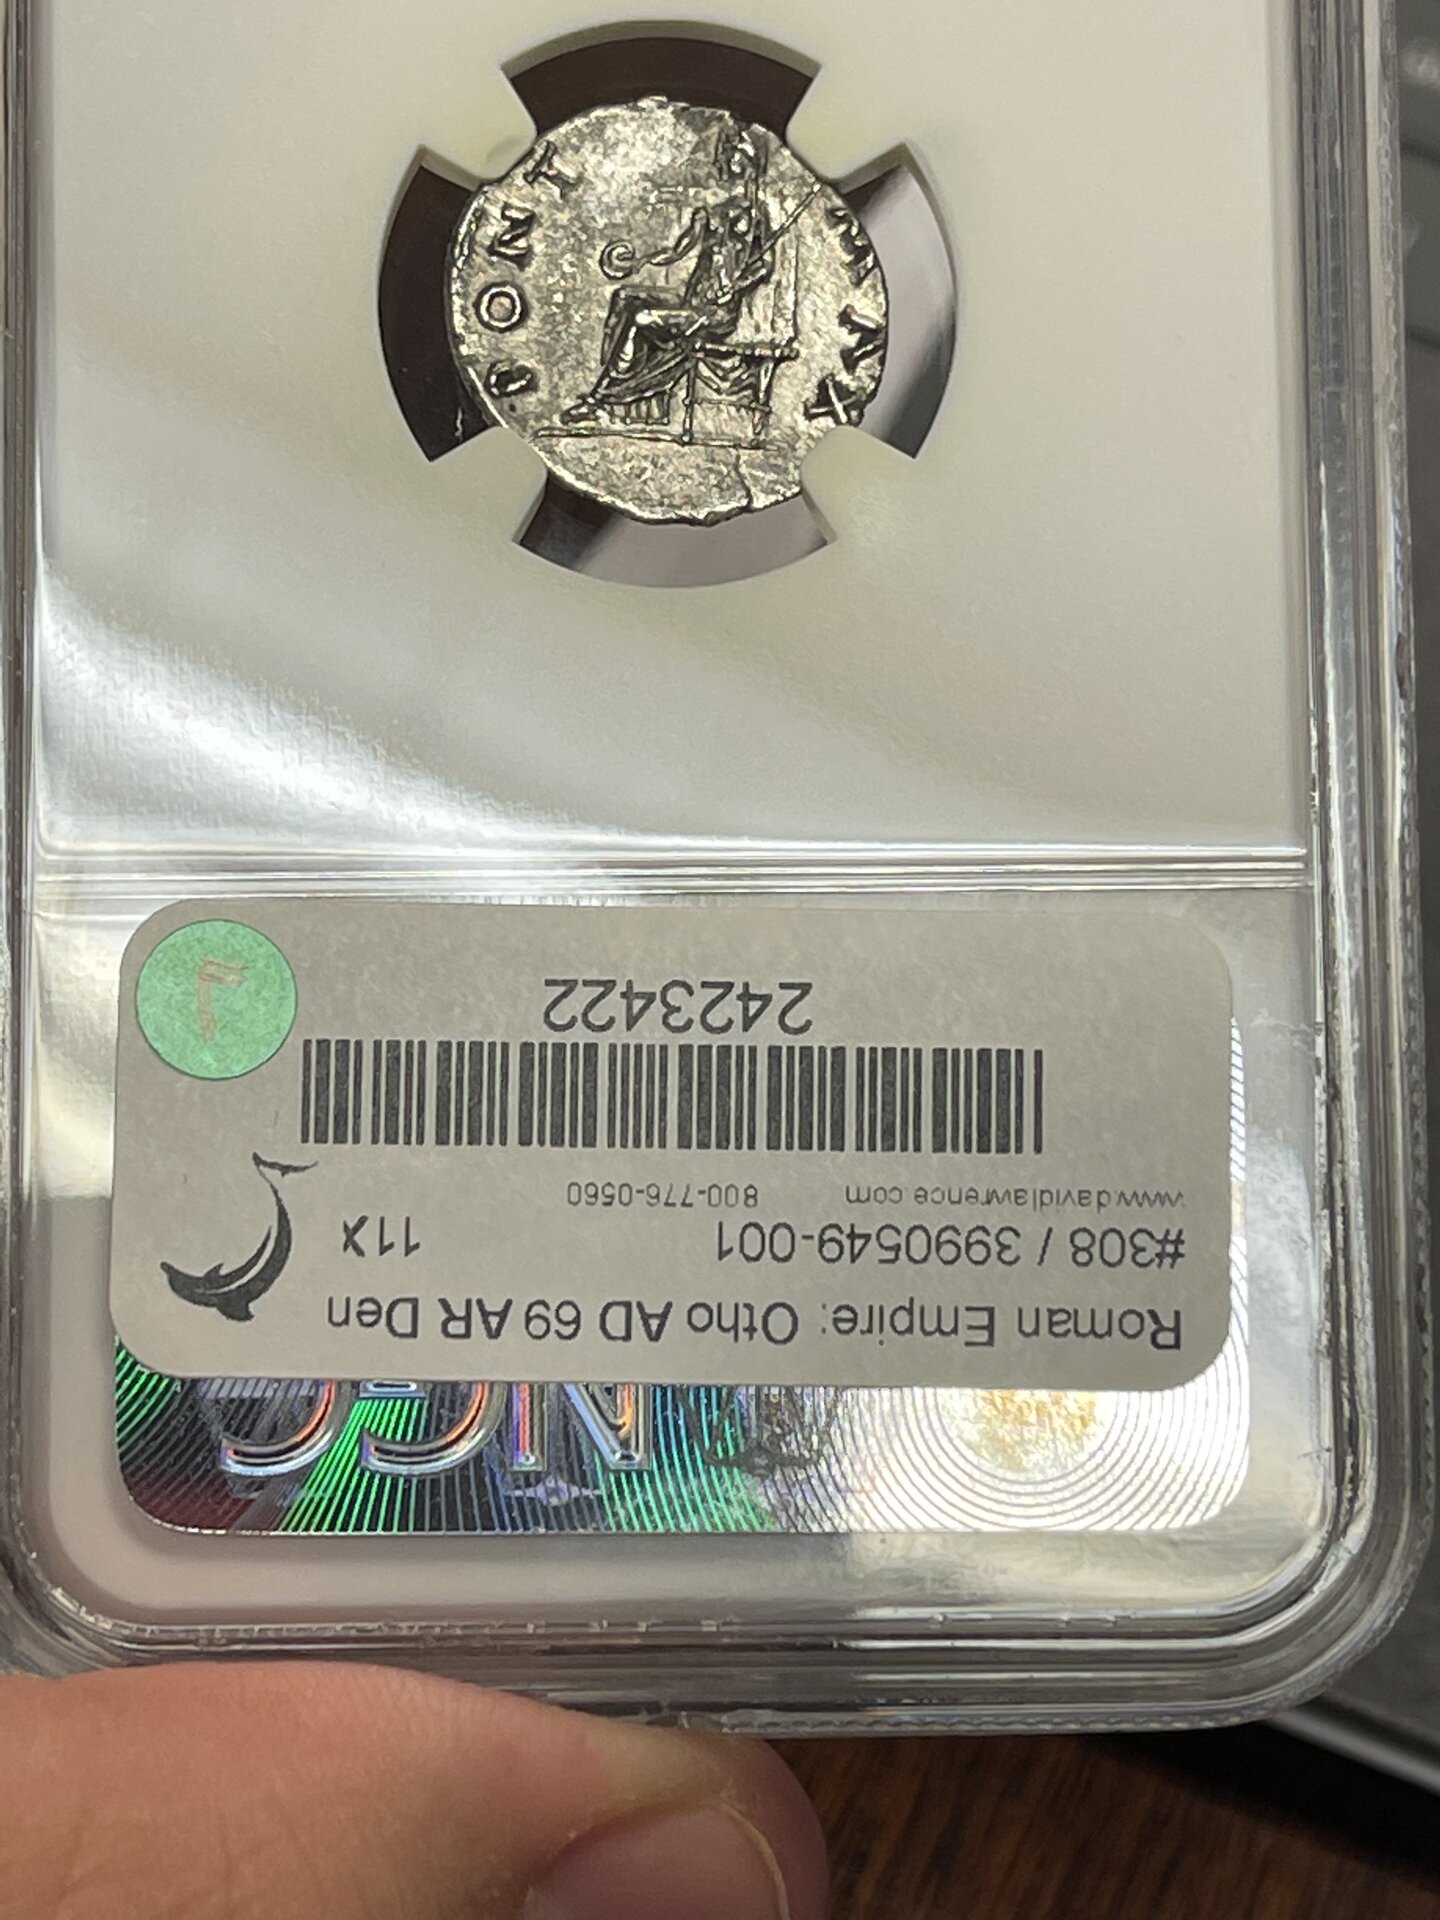 PONT MAX
Roman Empire: Otho AD 69 AR Den
#308 / 3990549-001 11x
www.davidlawrence.com 800-776-0560
2423422
NGC